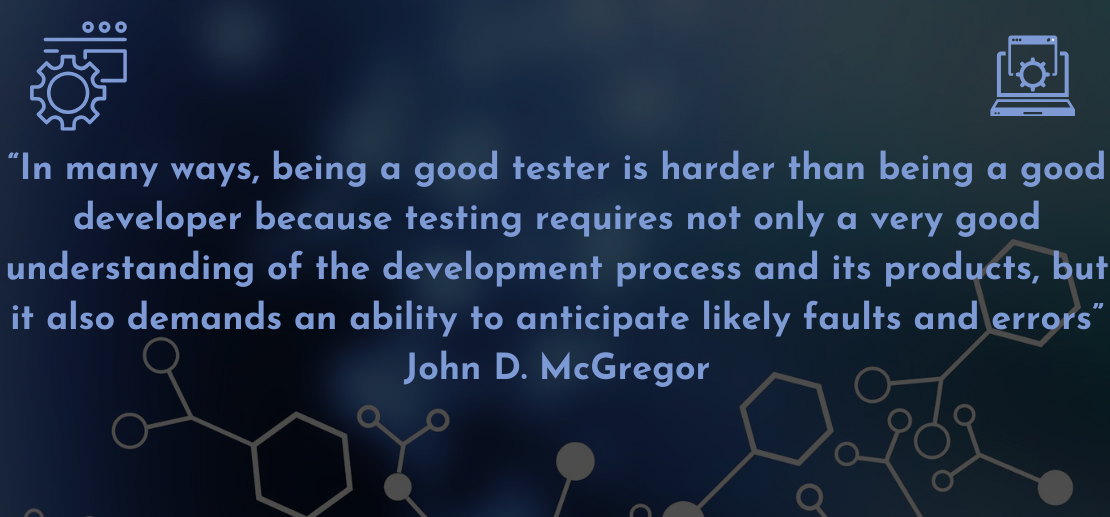 “In many ways, being a good tester is harder than being a good
developer because testing requires not only a very good
understanding of the development process and its products, but
it also demands an ability to anticipate likely faults and errors”
John D. McGregor